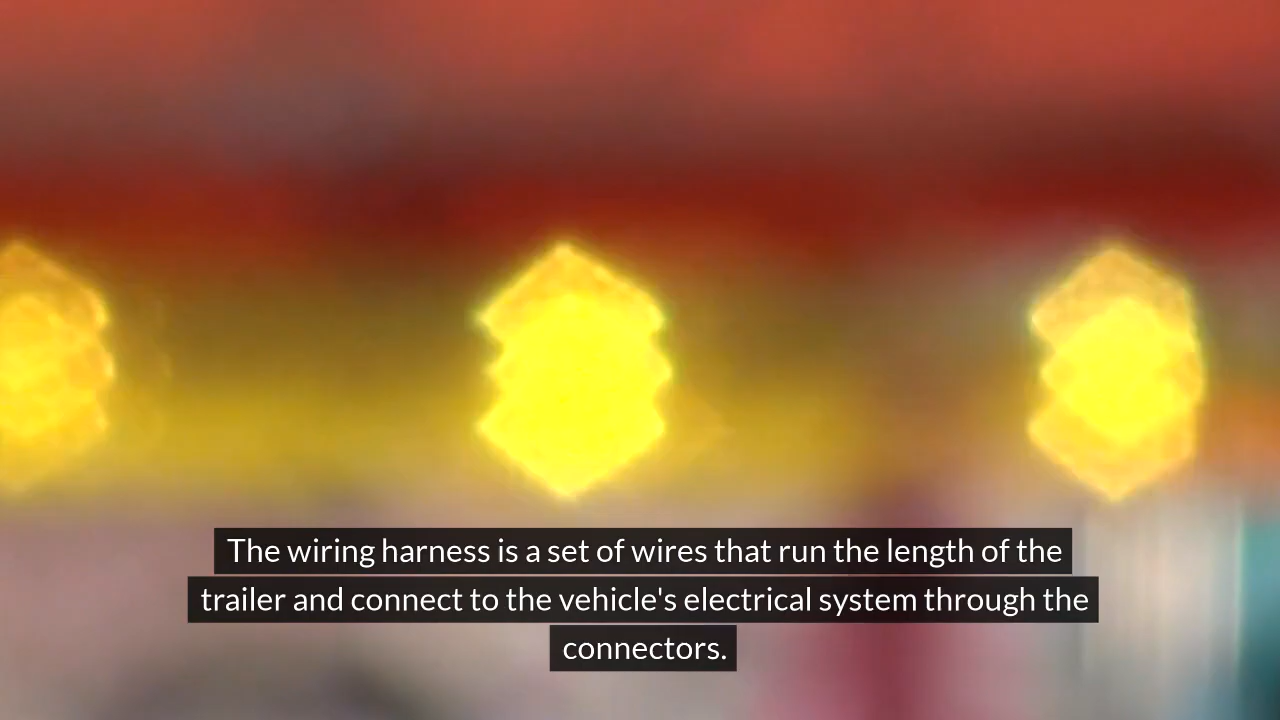 The wiring harness is a set of wires that run the length of the
trailer and connect to the vehicle's electrical system through the
connectors.